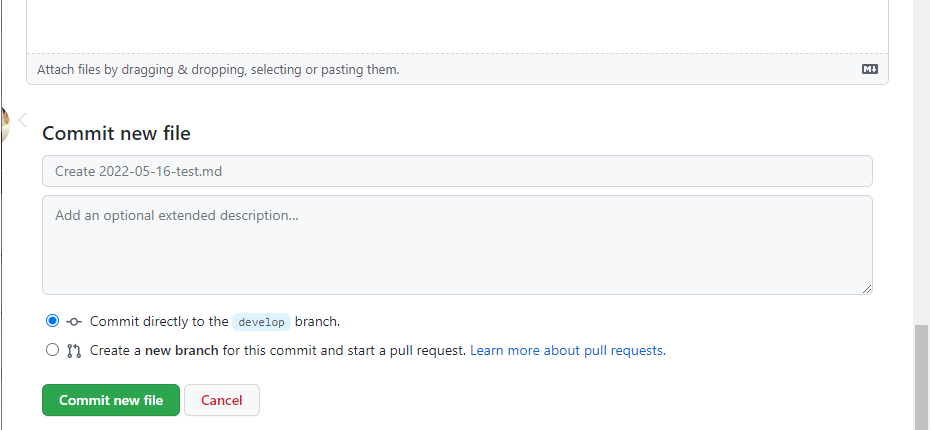 Attach files by dragging & dropping, selecting or pasting them.
M
Commit new file
Create 2022-05-16-test.md
Add an optional extended description...
Commit directly to the develop branch.
Create a new branch for this commit and start a pull request. Learn more about pull requests.
Commit new file Cancel